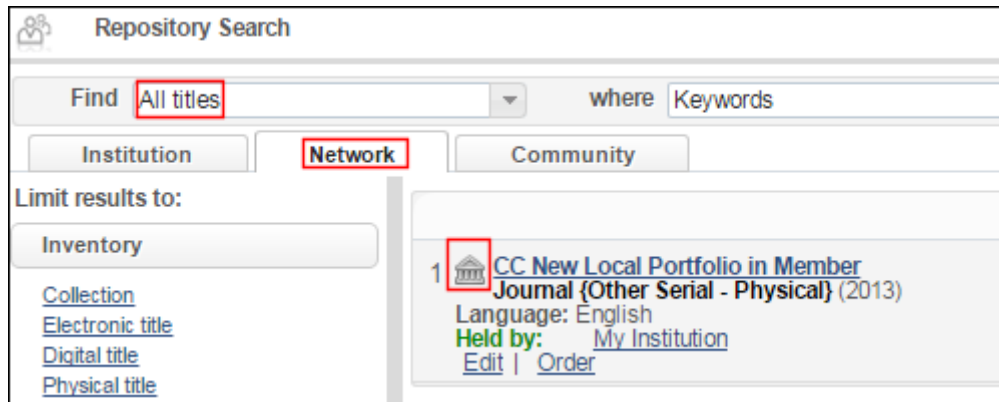 Repository Search
Find All titles where Keywords
Institution Network Community
Limit results to:
Inventory
Collection
Electronic title
Digital title
Physical title
1 CC New Local Portfolio in Member
Journal {Other Serial - Physical} (2013)
Language: English
Held by: My Institution
Edit | Order